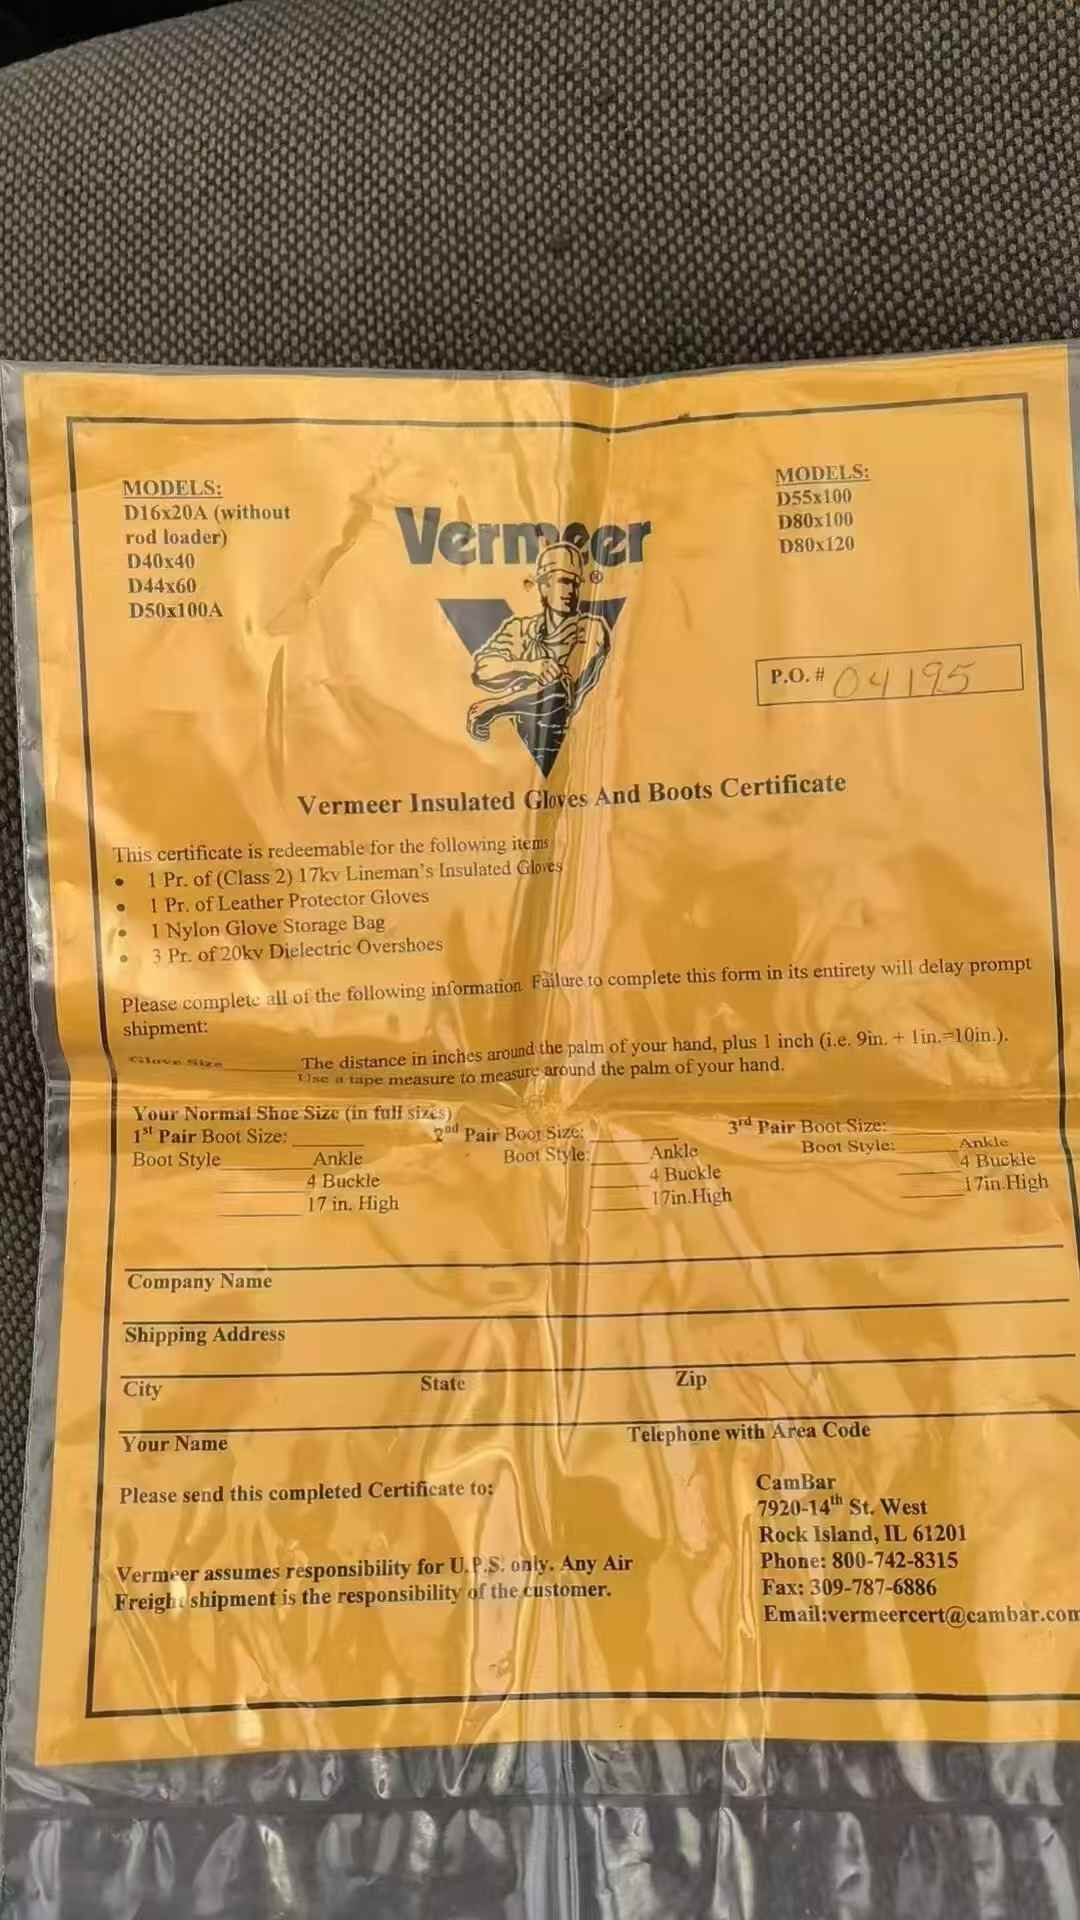 MODELS:
D16x20A (without
rod loader)
D40x40
D44x60
D50x100A
Vermeer
®
MODELS:
D55x100
D80x100
D80x120
P.O. # 04195
Vermeer Insulated Gloves And Boots Certificate
This certificate is redeemable for the following items
• 1 Pr. of (Class 2) 17kv Lineman's Insulated Gloves
• 1 Pr. of Leather Protector Gloves
• 1 Nylon Glove Storage Bag
• 3 Pr. of 20kv Dielectric Overshoes
Please complete all of the following information Failure to complete this form in its entirety will delay prompt
shipment:
Glove Size The distance in inches around the palm of your hand, plus 1 inch (i.e. 9in. + 1in.=10in.).
Use a tape measure to measure around the palm of your hand.
Your Normal Shoe Size (in full sizes)
1st Pair Boot Size: 2nd Pair Boot Size: 3rd Pair Boot Size:
Boot Style Ankle Boot Style: Ankle Boot Style: Ankle
4 Buckle 4 Buckle 4 Buckle
17 in. High 17in.High 17in.High
Company Name
Shipping Address
City State Zip
Your Name Telephone with Area Code
Please send this completed Certificate to:
CamBar
7920-14th St. West
Rock Island, IL 61201
Phone: 800-742-8315
Fax: 309-787-6886
Email:vermeercert@cambar.com
Vermeer assumes responsibility for U.P.S. only. Any Air
Freight shipment is the responsibility of the customer.